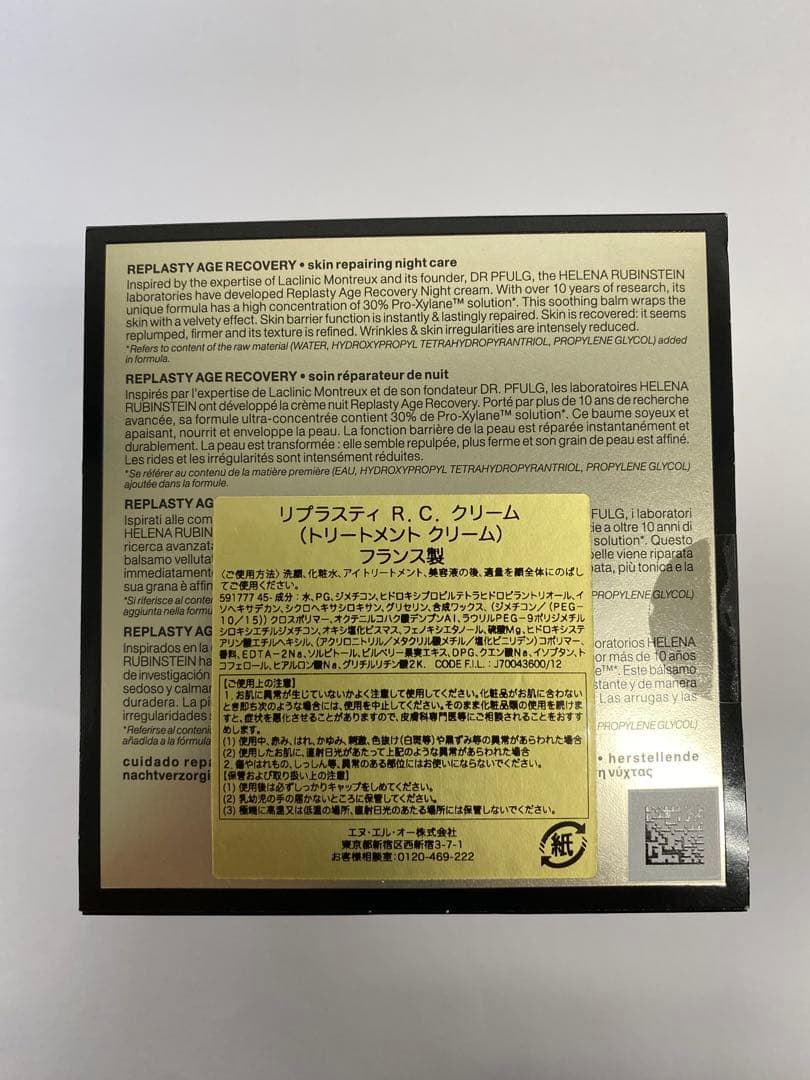 REPLASTY AGE RECOVERY • skin repairing night care
Inspired by the expertise of Laclinic Montreux and its founder, DR PFULG, the HELENA RUBINSTEIN
laboratories have developed Replasty Age Recovery Night cream. With over 10 years of research, its
unique formula has a high concentration of 30% Pro-Xylane™ solution*. This soothing balm wraps the
skin with a velvety effect. Skin barrier function is instantly & lastingly repaired. Skin is recovered: it seems
replumped, firmer and its texture is refined. Wrinkles & skin irregularities are intensely reduced.
*Refers to content of the raw material (WATER, HYDROXYPROPYL TETRAHYDROPYRANTRIOL, PROPYLENE GLYCOL) added
in formula.
REPLASTY AGE RECOVERY • soin réparateur de nuit
Inspirés par l'expertise de Laclinic Montreux et de son fondateur DR. PFULG, les laboratoires HELENA
RUBINSTEIN ont développé la crème nuit Replasty Age Recovery. Porté par plus de 10 ans de recherche
avancée, sa formule ultra-concentrée contient 30% de Pro-Xylane™ solution*. Ce baume soyeux et
apaisant, nourrit et enveloppe la peau. La fonction barrière de la peau est réparée instantanément et
durablement. La peau est transformée : elle semble repulpée, plus ferme et son grain de peau est affiné.
Les rides et les irrégularités sont intensément réduites.
*Se référer au contenu de la matière première (EAU, HYDROXYPROPYL TETRAHYDROPYRANTRIOL, PROPYLENE GLYCOL)
ajoutée dans la formule.
REPLASTY AG
Ispirati alle com PFULG, i laboratori
HELENA RUBIN ie a oltre 10 anni di
ricerca avanzat solution*. Questo
balsamo vellutat pelle viene riparata
immediatament ata, più tonica e la
sua grana è affin
*Si riferisce al conte PROPYLENE GLYCOL)
aggiunta nella formu
REPLASTY AG
Inspirados en la oratorios HELENA
RUBINSTEIN ha or más de 10 años
de investigación e™*. Este bálsamo
sedoso y calman stante y de manera
duradera. La pi Las arrugas y las
irregularidades
*Referirse al conteni PROPYLENE GLYCOL)
añadida a la fórmula
cuidado repa • herstellende
nachtverzorgi η νύχτας
リプラスティ R. C. クリーム
(トリートメント クリーム)
フランス製
〈ご使用方法〉洗顔、化粧水、アイトリートメント、美容液の後、適量を顔全体にのばし
てご使用ください。
591777 45- 成分:水、PG、ジメチコン、ヒドロキシプロピルテトラヒドロピラントリオール、イ
ソヘキサデカン、シクロヘキサシロキサン、グリセリン、合成ワックス、(ジメチコン/(PEG-
10/15))クロスポリマー、オクテニルコハク酸デンプンAl、ラウリルPEG-9ポリジメチル
シロキシエチルジメチコン、オキシ塩化ビスマス、フェノキシエタノール、硫酸Mg、ヒドロキシステ
アリン酸エチルヘキシル、(アクリロニトリル/メタクリル酸メチル/塩化ビニリデン)コポリマー、
香料、EDTA-2Na、ソルビトール、ビルベリー果実エキス、DPG、クエン酸Na、イソブタン、ト
コフェロール、ヒアルロン酸Na、グリチルリチン酸2K. CODE F.I.L. : J70043600/12
【ご使用上の注意】
1. お肌に異常が生じていないかよく注意して使用してください。化粧品がお肌に合わない
とき即ち次のような場合には、使用を中止してください。そのまま化粧品類の使用を続けま
すと、症状を悪化させることがありますので、皮膚科専門医等にご相談されることをおすす
めします。
(1) 使用中、赤み、はれ、かゆみ、刺激、色抜け(白斑等)や黒ずみ等の異常があらわれた場合
(2) 使用したお肌に、直射日光があたって上記のような異常があらわれた場合
2. 傷やはれもの、しっしん等、異常のある部位にはお使いにならないでください。
【保管および取り扱い上の注意】
(1) 使用後は必ずしっかりキャップをしめてください。
(2) 乳幼児の手の届かないところに保管してください。
(3) 極端に高温又は低温の場所、直射日光のあたる場所には保管しないでください。
エヌ・エル・オー株式会社
東京都新宿区西新宿3-7-1
お客様相談室:0120-469-222
紙